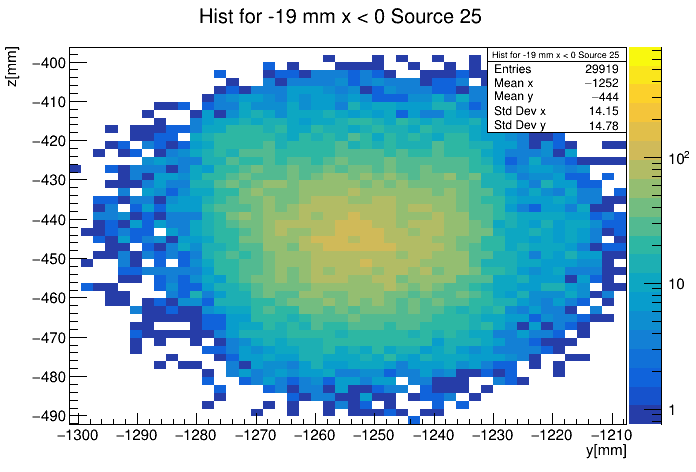 Hist for -19 mm x < 0 Source 25
z[mm]
−400
−410
−420
−430
−440
−450
−460
−470
−480
−490
Hist for -19 mm x < 0 Source 25
Entries 29919
Mean x −1252
Mean y −444
Std Dev x 14.15
Std Dev y 14.78
10²
10
1
−1300 −1290 −1280 −1270 −1260 −1250 −1240 −1230 −1220 −1210
y[mm]